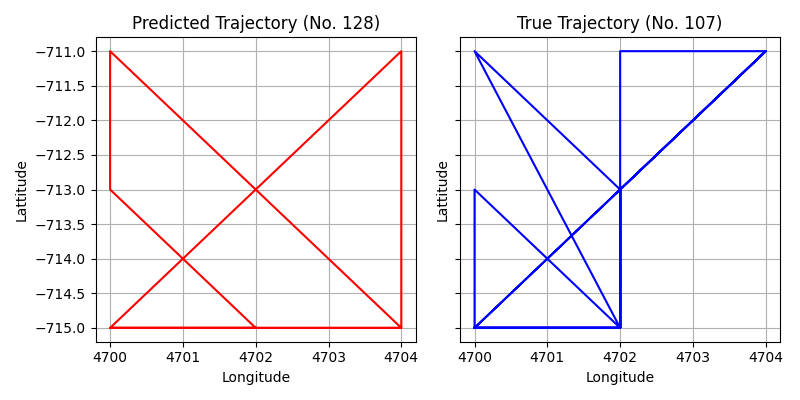 Predicted Trajectory (No. 128)
True Trajectory (No. 107)
−711.0
−711.5
−712.0
−712.5
−713.0
−713.5
−714.0
−714.5
−715.0
Lattitude
Lattitude
4700 4701 4702 4703 4704
4700 4701 4702 4703 4704
Longitude
Longitude